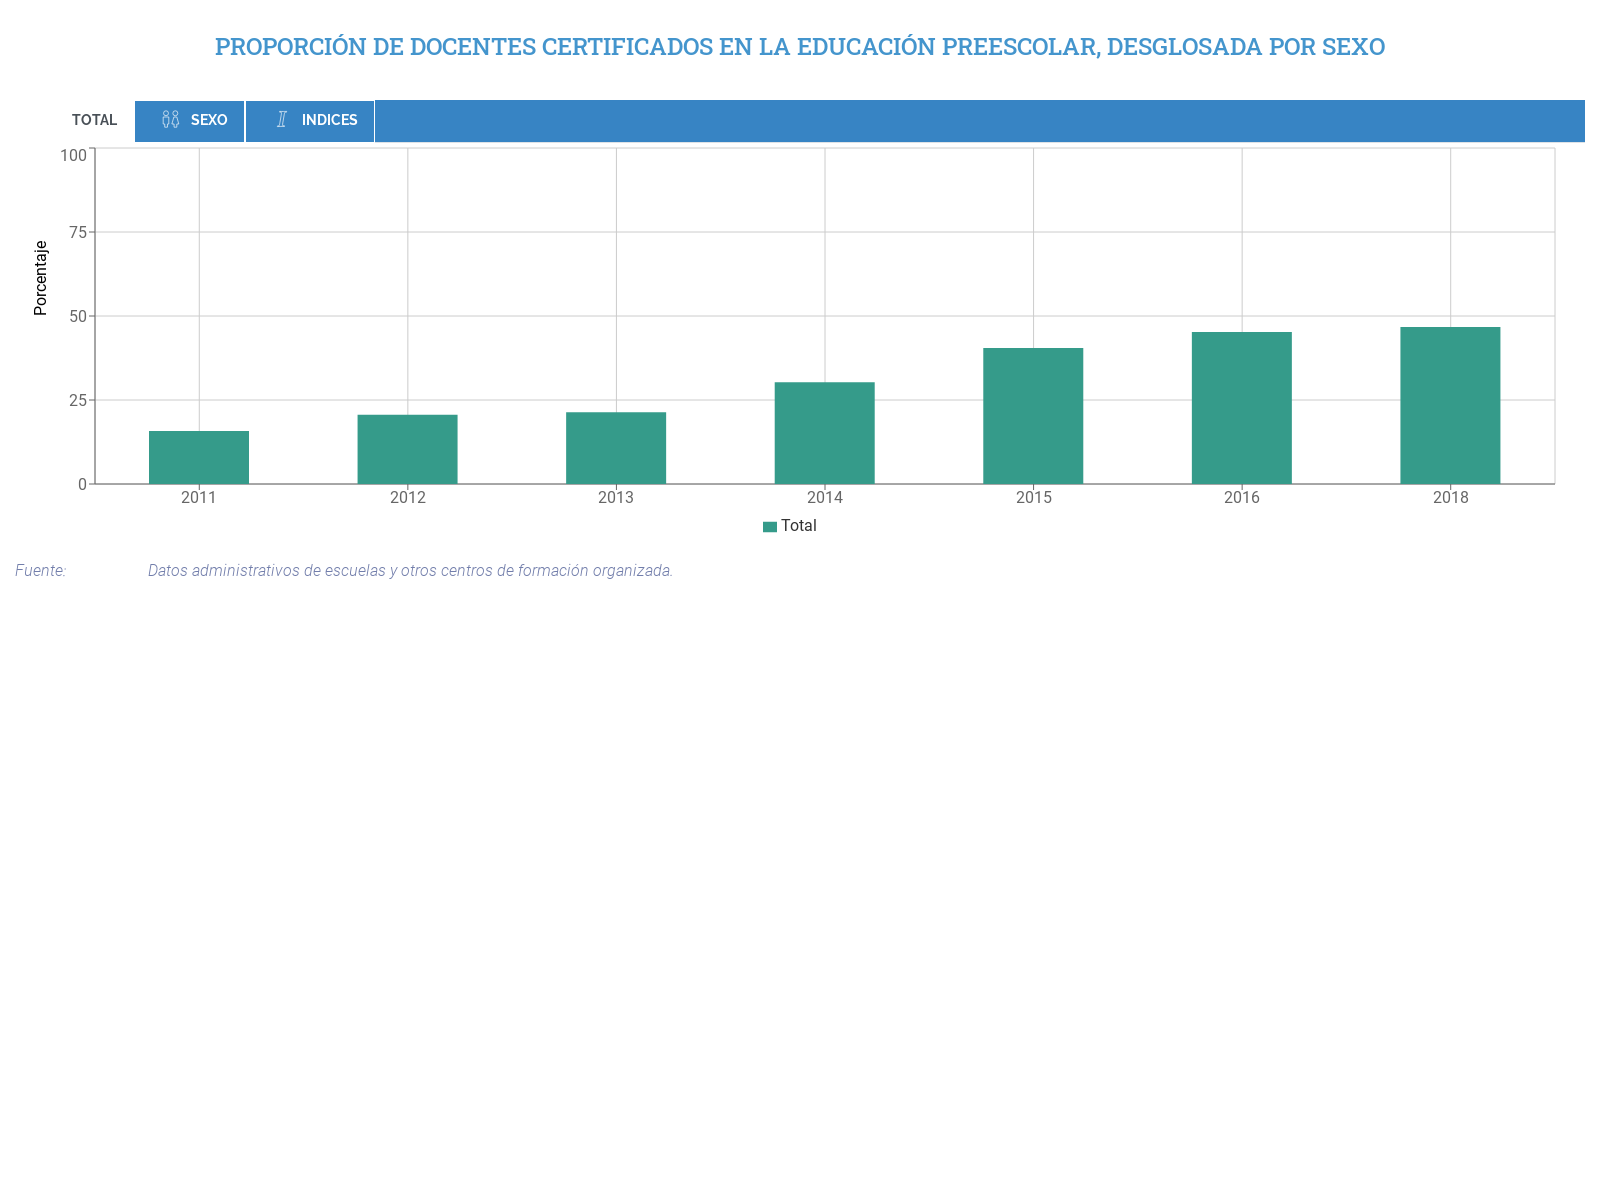 PROPORCIÓN DE DOCENTES CERTIFICADOS EN LA EDUCACIÓN PREESCOLAR, DESGLOSADA POR SEXO
TOTAL SEXO INDICES
100
75
50
25
0
Porcentaje
2011 2012 2013 2014 2015 2016 2018
Total
Fuente: Datos administrativos de escuelas y otros centros de formación organizada.